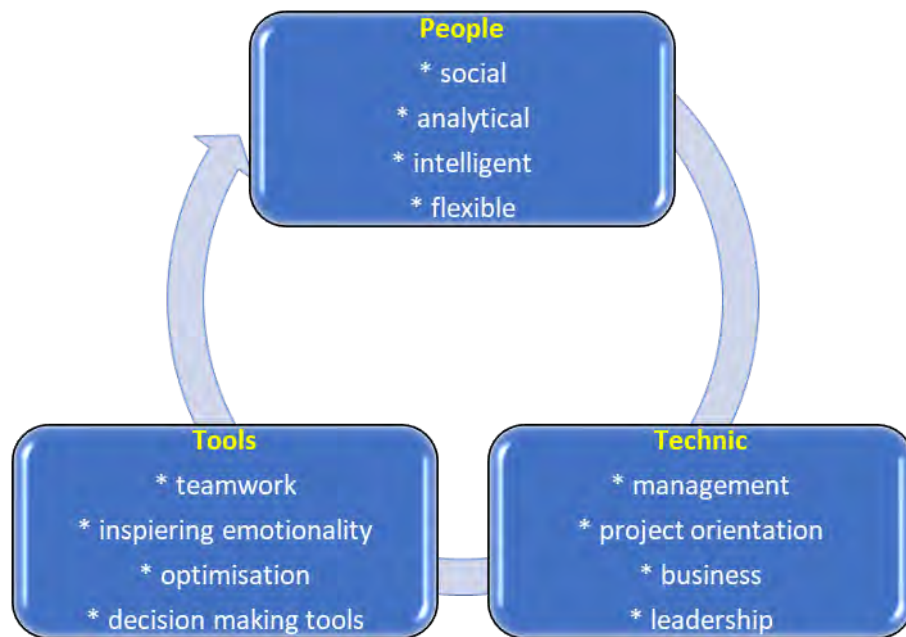 People
* social
* analytical
* intelligent
* flexible
Tools
* teamwork
* inspiering emotionality
* optimisation
* decision making tools
Technic
* management
* project orientation
* business
* leadership